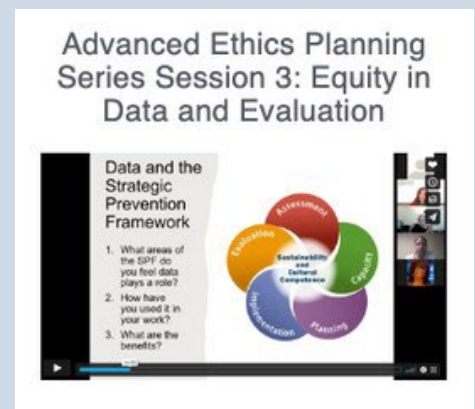 Advanced Ethics Planning
Series Session 3: Equity in
Data and Evaluation
Data and the
Strategic
Prevention
Framework
1. What areas of
the SPF do
you feel data
plays a role?
2. How have
you used it in
your work?
3. What are the
benefits?
Assessment
Evaluation
Sustainability
and
Cultural
Competence
Capacity
Implementation
Planning